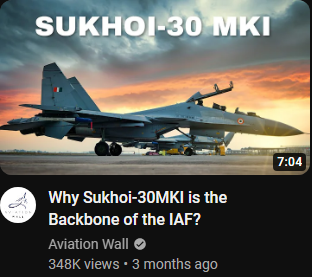 SUKHOI-30 MKI
7:04
Why Sukhoi-30MKI is the
Backbone of the IAF?
Aviation Wall
348K views • 3 months ago